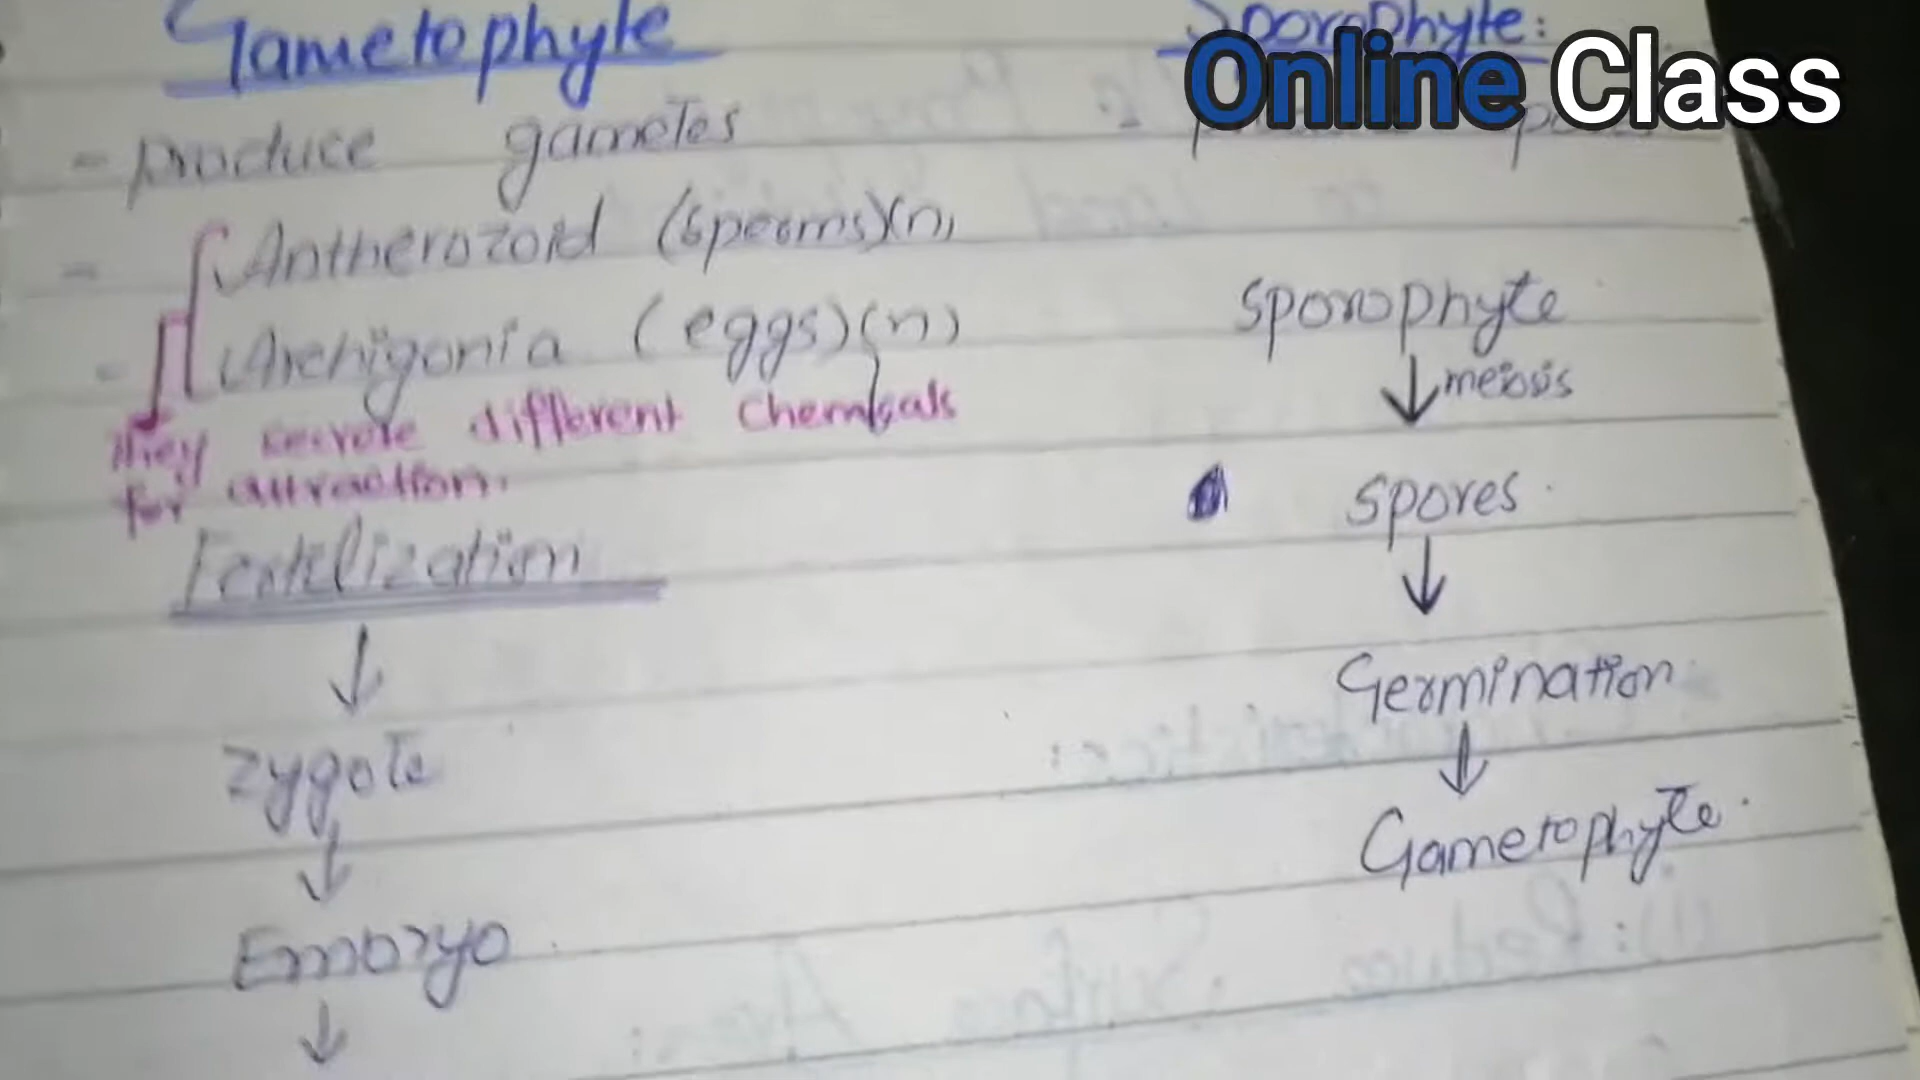 Gametophyte
- produce gametes
- Antherozoid (sperms)(n)
- Archigonia (eggs)(n)
they secrete different chemicals
for attraction.
Fertilization
↓
Zygote
↓
Embryo
↓
Sporophyte:
Online Class
Sporophyte
↓ meiosis
spores
↓
Germination
↓
Gametophyte